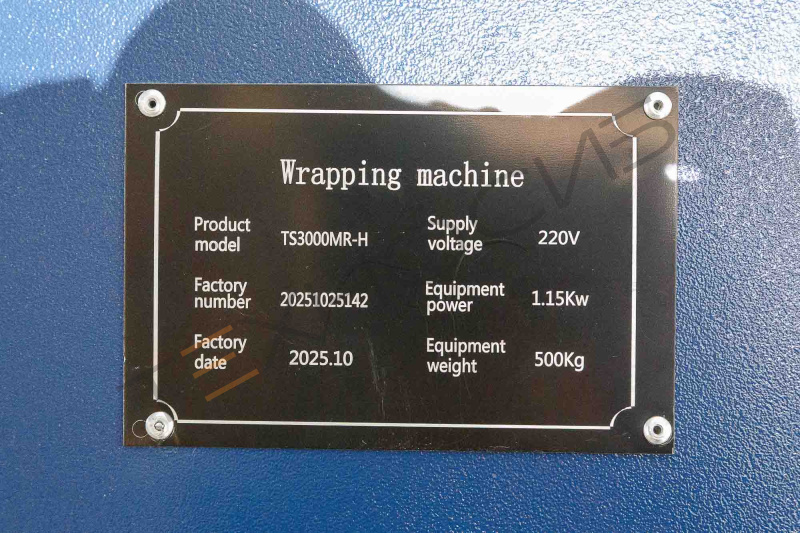 Wrapping machine
Product model TS3000MR-H
Supply voltage 220V
Factory number 20251025142
Equipment power 1.15Kw
Factory date 2025.10
Equipment weight 500Kg